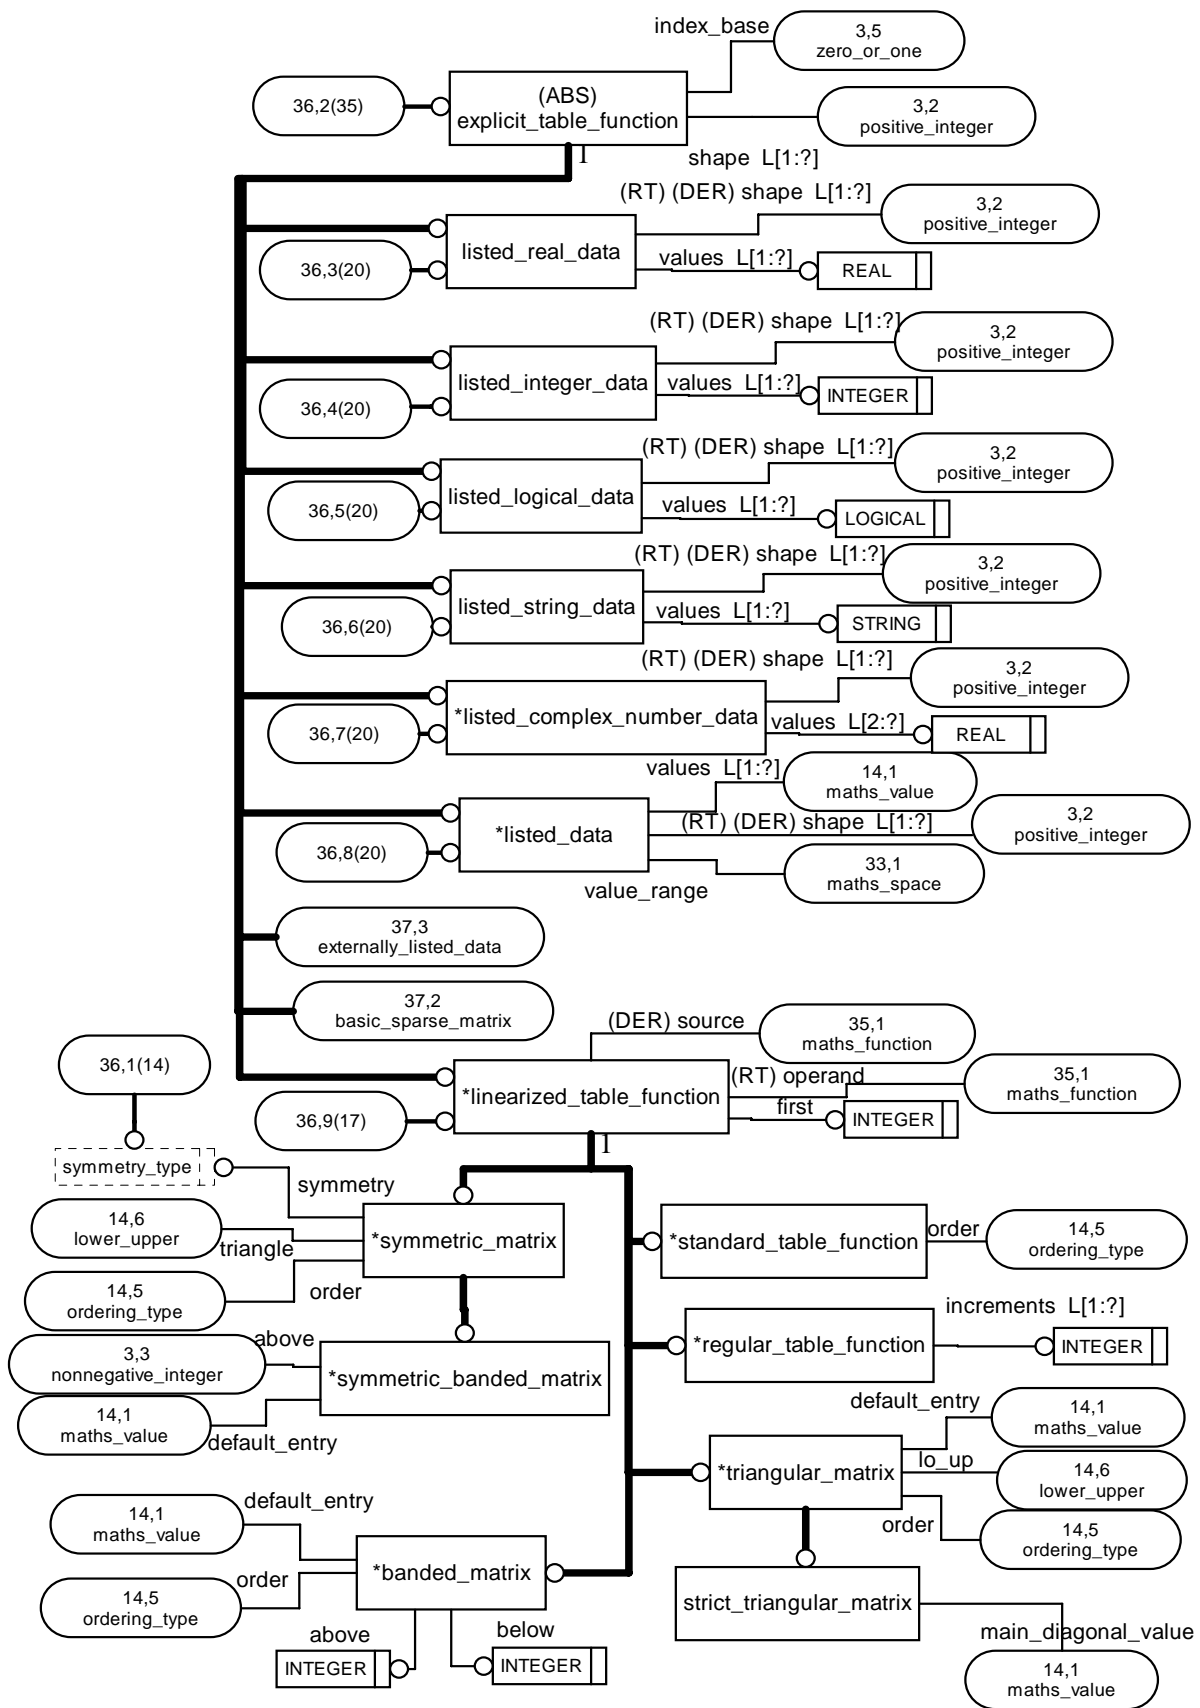 index_base
3,5
zero_or_one
36,2(35)
(ABS)
explicit_table_function
3,2
positive_integer
1
shape L[1:?]
(RT) (DER) shape L[1:?]
3,2
positive_integer
listed_real_data
36,3(20)
values L[1:?]
REAL
(RT) (DER) shape L[1:?]
3,2
positive_integer
listed_integer_data
36,4(20)
values L[1:?]
INTEGER
(RT) (DER) shape L[1:?]
3,2
positive_integer
listed_logical_data
36,5(20)
values L[1:?]
LOGICAL
(RT) (DER) shape L[1:?]
3,2
positive_integer
listed_string_data
36,6(20)
values L[1:?]
STRING
(RT) (DER) shape L[1:?]
3,2
positive_integer
*listed_complex_number_data
36,7(20)
values L[2:?]
REAL
values L[1:?]
14,1
maths_value
*listed_data
(RT) (DER) shape L[1:?]
3,2
positive_integer
36,8(20)
value_range
33,1
maths_space
37,3
externally_listed_data
37,2
basic_sparse_matrix
(DER) source
35,1
maths_function
36,1(14)
*linearized_table_function
(RT) operand
35,1
maths_function
36,9(17)
first
INTEGER
1
symmetry_type
symmetry
14,6
lower_upper
triangle
*symmetric_matrix
14,5
ordering_type
order
*standard_table_function
order
14,5
ordering_type
increments L[1:?]
above
3,3
nonnegative_integer
*symmetric_banded_matrix
*regular_table_function
INTEGER
14,1
maths_value
default_entry
default_entry
14,1
maths_value
*triangular_matrix
lo_up
14,6
lower_upper
order
14,5
ordering_type
default_entry
14,1
maths_value
*banded_matrix
order
14,5
ordering_type
strict_triangular_matrix
above
below
INTEGER
INTEGER
main_diagonal_value
14,1
maths_value